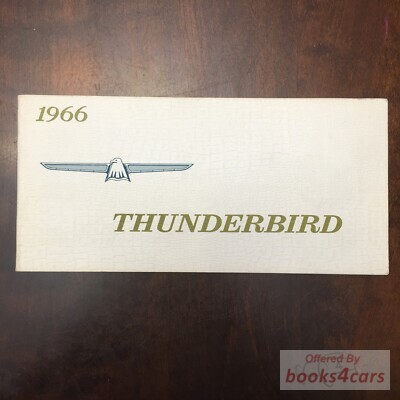 1966
THUNDERBIRD
Offered By
books4cars